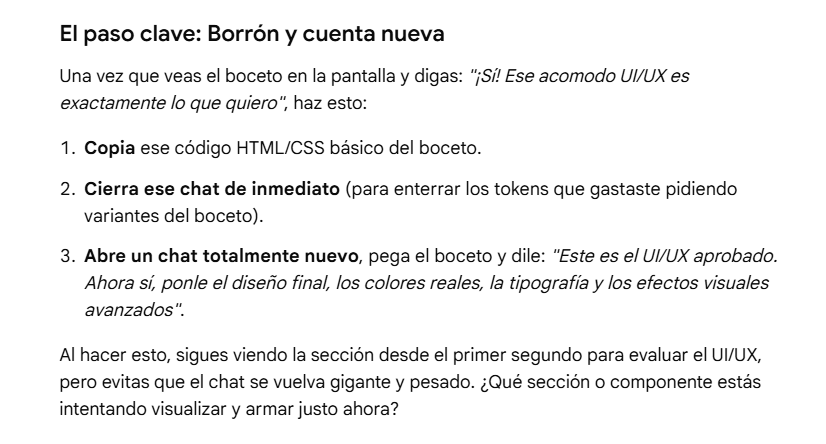 El paso clave: Borrón y cuenta nueva
Una vez que veas el boceto en la pantalla y digas: "¡Sí! Ese acomodo UI/UX es
exactamente lo que quiero", haz esto:
1. Copia ese código HTML/CSS básico del boceto.
2. Cierra ese chat de inmediato (para enterrar los tokens que gastaste pidiendo
variantes del boceto).
3. Abre un chat totalmente nuevo, pega el boceto y dile: "Este es el UI/UX aprobado.
Ahora sí, ponle el diseño final, los colores reales, la tipografía y los efectos visuales
avanzados".
Al hacer esto, sigues viendo la sección desde el primer segundo para evaluar el UI/UX,
pero evitas que el chat se vuelva gigante y pesado. ¿Qué sección o componente estás
intentando visualizar y armar justo ahora?